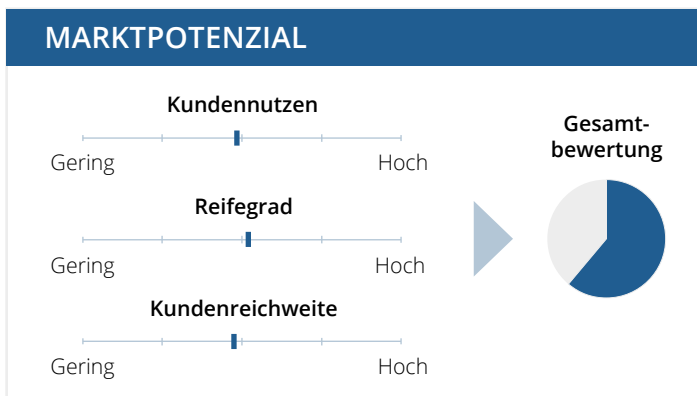 MARKTPOTENZIAL
Kundennutzen
Gering Hoch
Reifegrad
Gering Hoch
Kundenreichweite
Gering Hoch
Gesamt-
bewertung